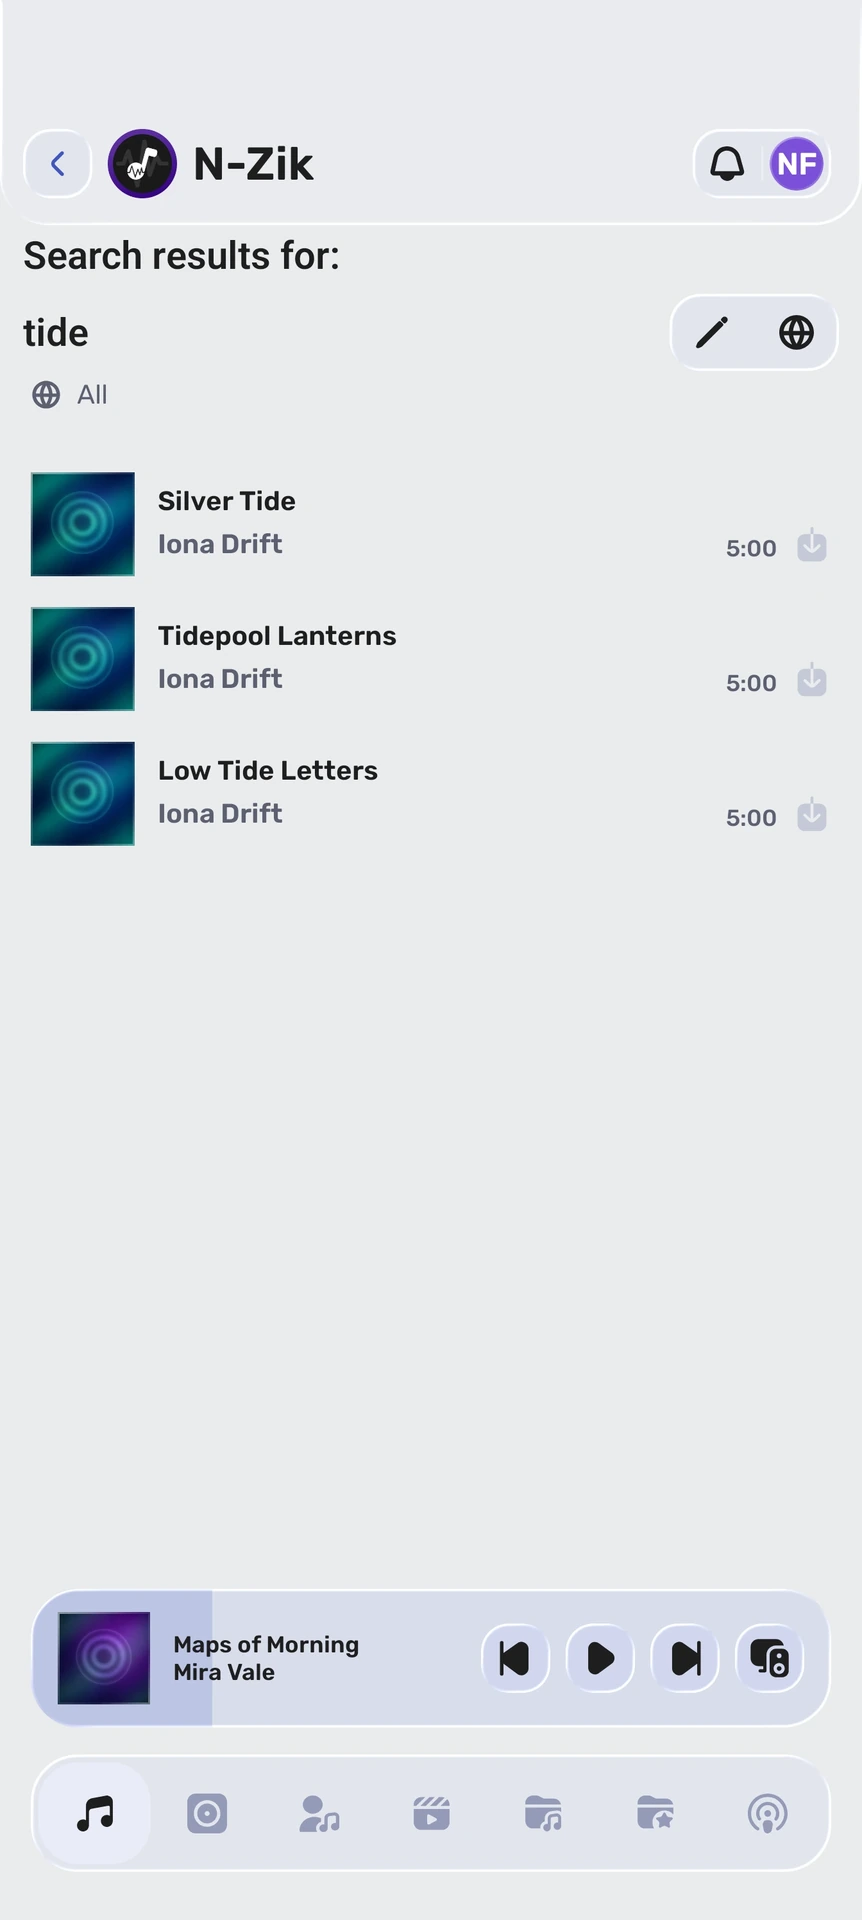 N-Zik
NF
Search results for:
tide
All
Silver Tide
Iona Drift
5:00
Tidepool Lanterns
Iona Drift
5:00
Low Tide Letters
Iona Drift
5:00
Maps of Morning
Mira Vale